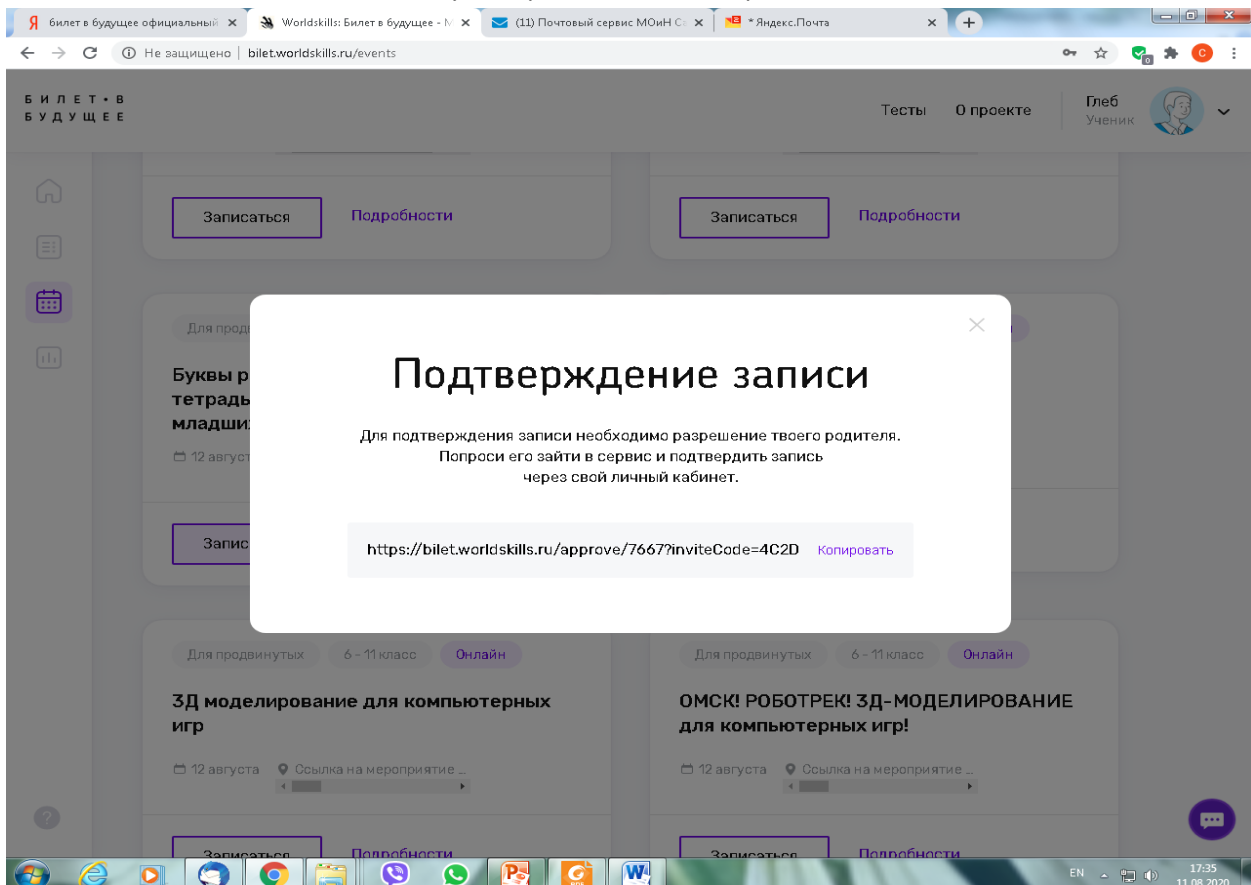 билет в будущее официальный
Worldskills: Билет в будущее - М
(11) Почтовый сервис МОиН С
* Яндекс.Почта
Не защищено | bilet.worldskills.ru/events
БИЛЕТ•В
БУДУЩЕЕ
Тесты О проекте
Глеб
Ученик
Записаться Подробности
Записаться Подробности
Для прод
Буквы р
тетрадь
младши
12 август
Запис
Подтверждение записи
Для подтверждения записи необходимо разрешение твоего родителя.
Попроси его зайти в сервис и подтвердить запись
через свой личный кабинет.
https://bilet.worldskills.ru/approve/7667?inviteCode=4C2D Копировать
Для продвинутых 6 - 11 класс Онлайн
3Д моделирование для компьютерных
игр
12 августа Ссылка на мероприятие ...
Записаться Подробности
Для продвинутых 6 - 11 класс Онлайн
ОМСК! РОБОТРЕК! 3Д-МОДЕЛИРОВАНИЕ
для компьютерных игр!
12 августа Ссылка на мероприятие ...
Записаться Подробности
EN
17:35
11.08.2020